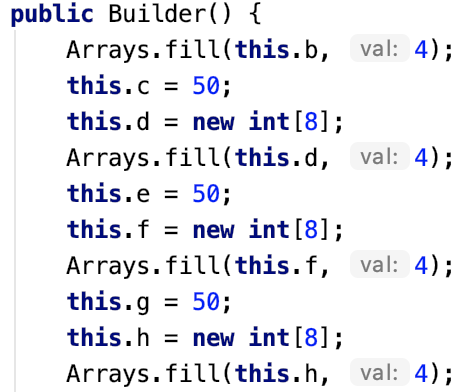 public Builder() {
Arrays.fill(this.b, val: 4);
this.c = 50;
this.d = new int[8];
Arrays.fill(this.d, val: 4);
this.e = 50;
this.f = new int[8];
Arrays.fill(this.f, val: 4);
this.g = 50;
this.h = new int[8];
Arrays.fill(this.h, val: 4);